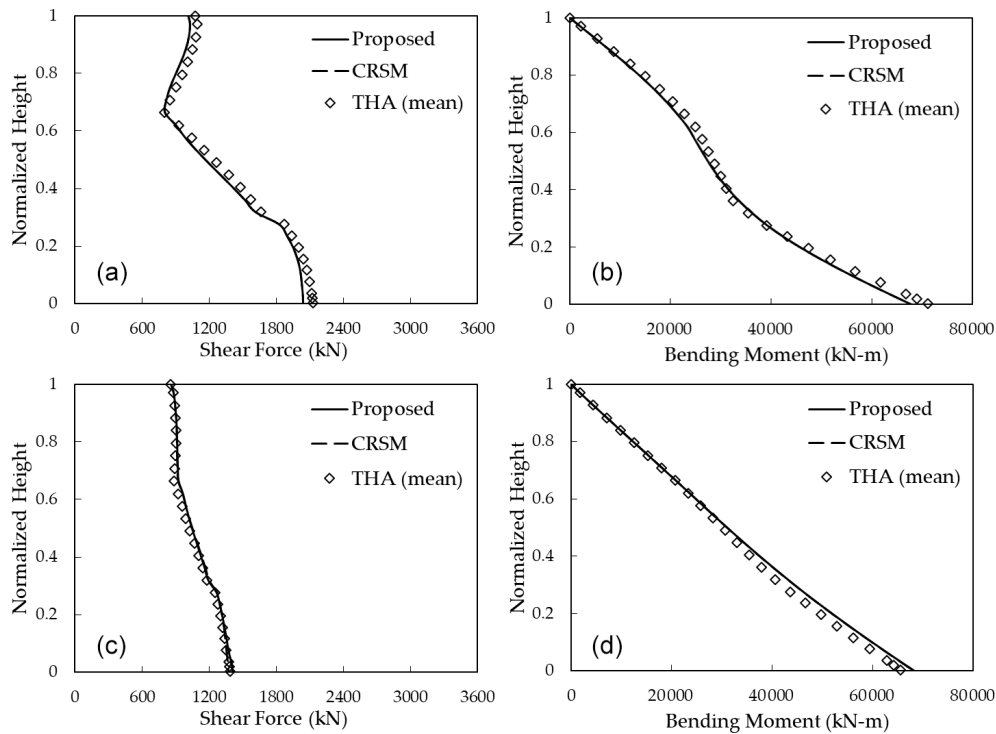 Normalized Height
1
0.8
0.6
0.4
0.2
0
Proposed
CRSM
THA (mean)
(a)
0 600 1200 1800 2400 3000 3600
Shear Force (kN)
Normalized Height
1
0.8
0.6
0.4
0.2
0
Proposed
CRSM
THA (mean)
(b)
0 20000 40000 60000 80000
Bending Moment (kN-m)
Normalized Height
1
0.8
0.6
0.4
0.2
0
Proposed
CRSM
THA (mean)
(c)
0 600 1200 1800 2400 3000 3600
Shear Force (kN)
Normalized Height
1
0.8
0.6
0.4
0.2
0
Proposed
CRSM
THA (mean)
(d)
0 20000 40000 60000 80000
Bending Moment (kN-m)